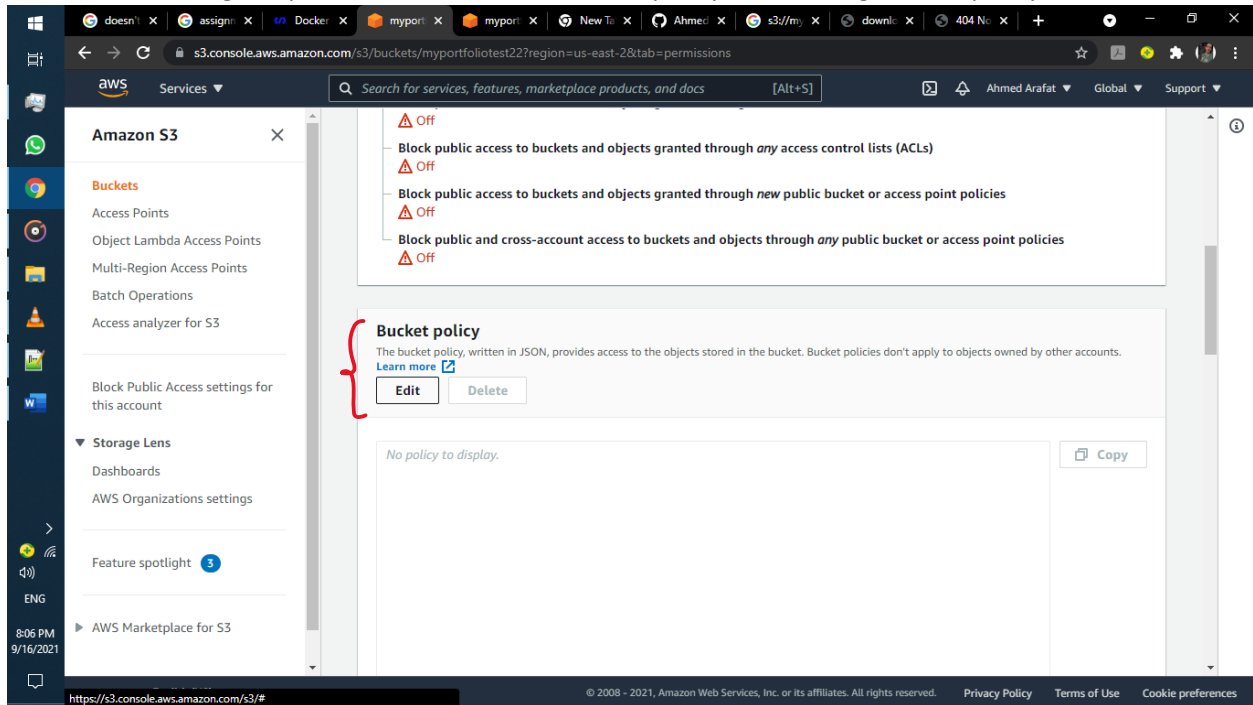 doesn't
assignm
Docker
myport
myport
New Ta
Ahmed
s3://my
downlo
404 No
s3.console.aws.amazon.com/s3/buckets/myportfoliotest22?region=us-east-2&tab=permissions
aws
Services ▼
Search for services, features, marketplace products, and docs [Alt+S]
Ahmed Arafat ▼
Global ▼
Support ▼
Amazon S3
Buckets
Access Points
Object Lambda Access Points
Multi-Region Access Points
Batch Operations
Access analyzer for S3
Block Public Access settings for
this account
▼ Storage Lens
Dashboards
AWS Organizations settings
Feature spotlight 3
AWS Marketplace for S3
Off
Block public access to buckets and objects granted through any access control lists (ACLs)
Off
Block public access to buckets and objects granted through new public bucket or access point policies
Off
Block public and cross-account access to buckets and objects through any public bucket or access point policies
Off
Bucket policy
The bucket policy, written in JSON, provides access to the objects stored in the bucket. Bucket policies don't apply to objects owned by other accounts.
Learn more
Edit
Delete
No policy to display.
Copy
ENG
8:06 PM
9/16/2021
https://s3.console.aws.amazon.com/s3/#
© 2008 - 2021, Amazon Web Services, Inc. or its affiliates. All rights reserved.
Privacy Policy
Terms of Use
Cookie preferences